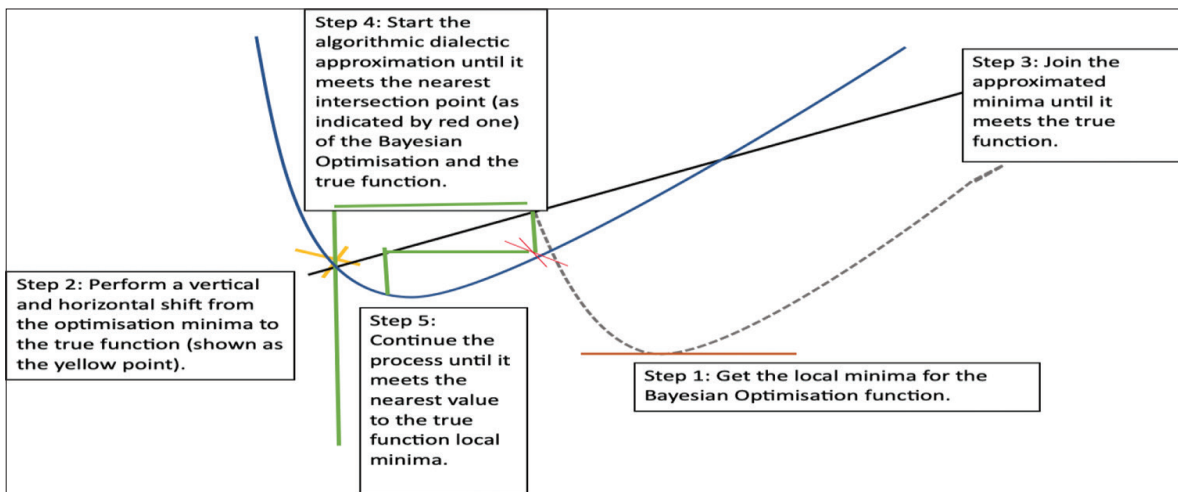 Step 4: Start the
algorithmic dialectic
approximation until it
meets the nearest
intersection point (as
indicated by red one)
of the Bayesian
Optimisation and the
true function.
Step 3: Join the
approximated
minima until it
meets the true
function.
Step 2: Perform a vertical
and horizontal shift from
the optimisation minima to
the true function (shown as
the yellow point).
Step 5:
Continue the
process until it
meets the
nearest value
to the true
function local
minima.
Step 1: Get the local minima for the
Bayesian Optimisation function.